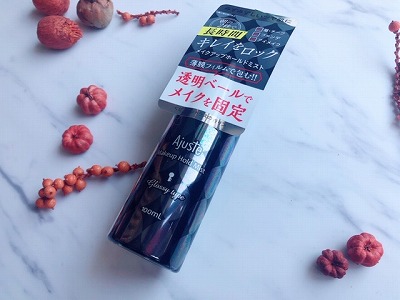 長時間
キレイをロック
メイクアップホールドミスト
薄膜フィルムで包む!!
透明ベールで
メイクを固定
Ajuste
Makeup Hold Mist
Glossy type
100mL